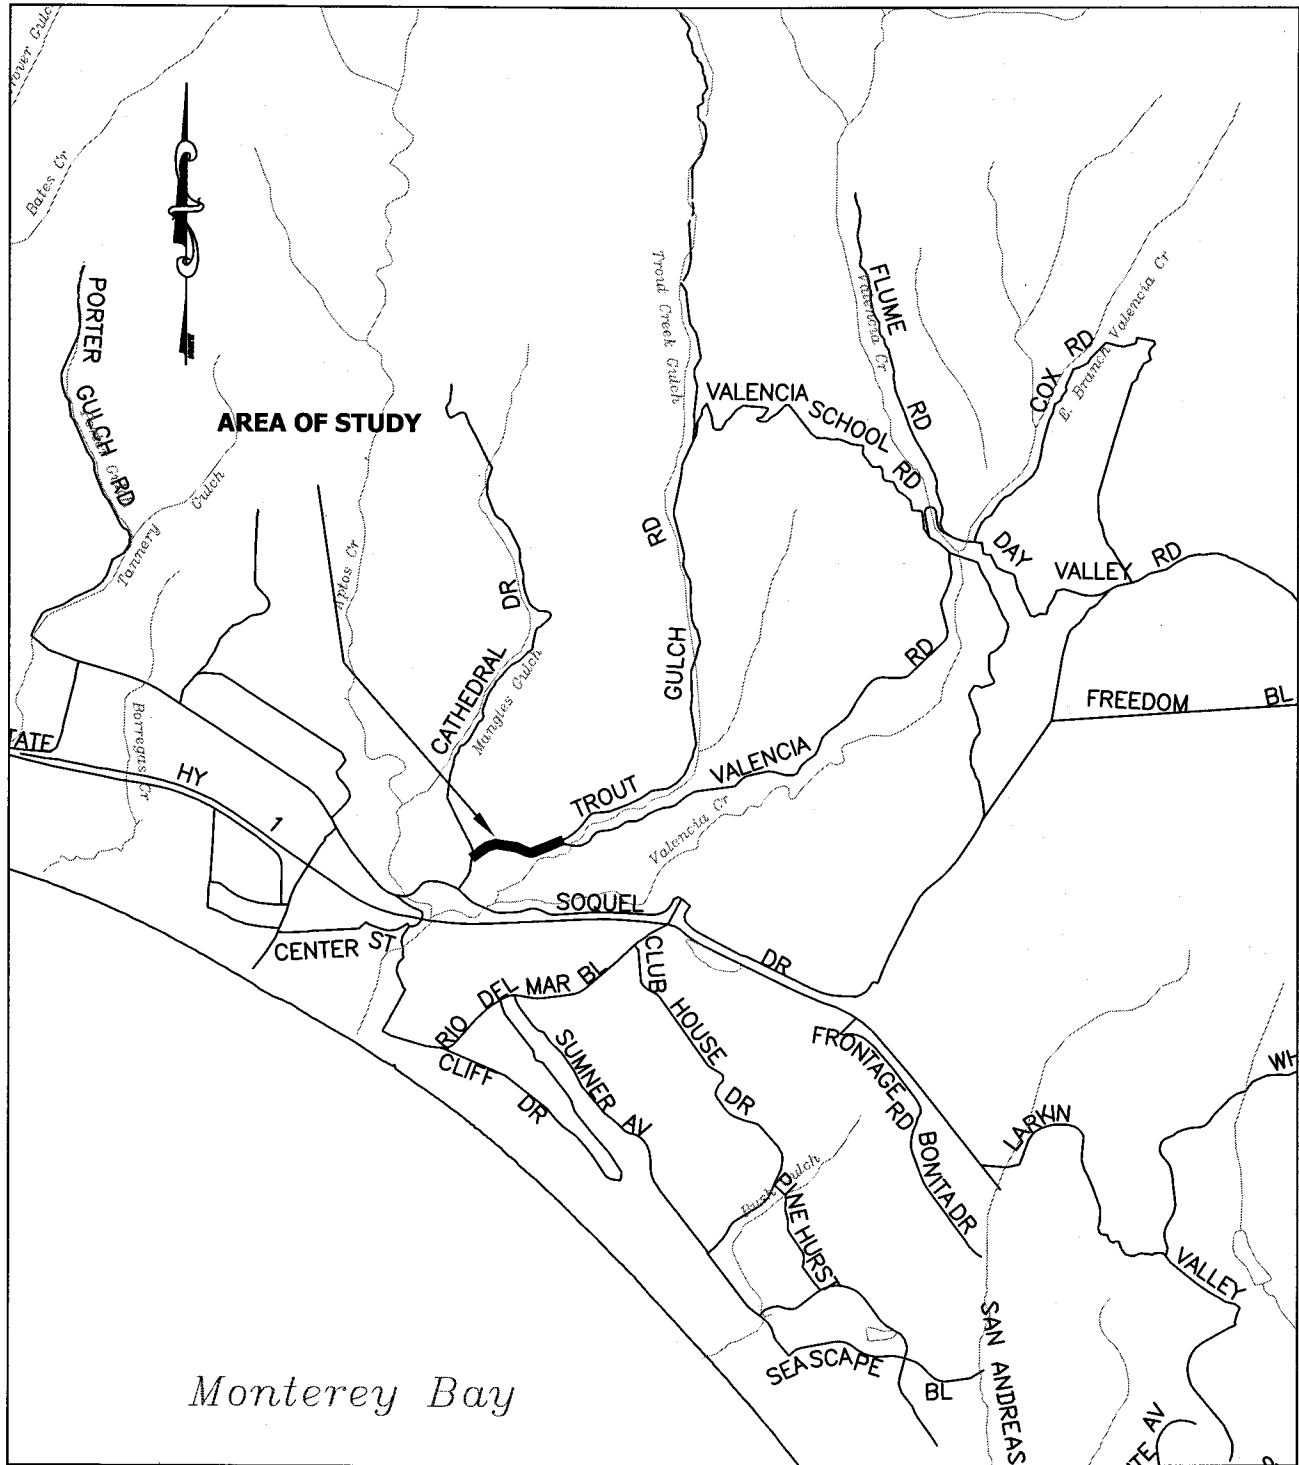 Bates Cr
PORTER
GULCH
RD
AREA OF STUDY
Tannery
Gulch
Trout Creek Gulch
FLUME
RD
Valencia Cr
COX RD
E. Branch Valencia Cr
VALENCIA
SCHOOL
RD
DAY
VALLEY RD
FREEDOM BL
CATHEDRAL
DR
Mangles Gulch
GULCH
RD
TROUT
VALENCIA
RD
Valencia Cr
Borregas Cr
HY
1
CENTER ST
SOQUEL
DR
RIO DEL MAR BL
CLIFF
DR
SUMNER AV
CLUB
HOUSE
DR
FRONTAGE
RD
BONITA DR
LARKIN
VALLEY
PINEHURST
SEASCAPE
BL
SAN ANDREAS
AV
Monterey Bay